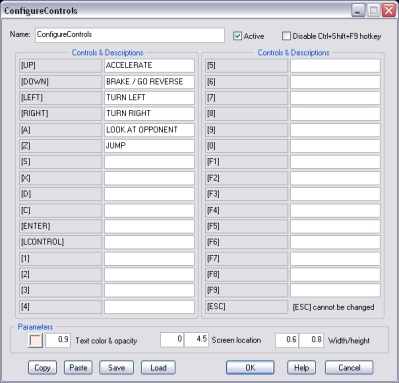 ConfigureControls
Name: ConfigureControls Active Disable Ctrl+Shift+F9 hotkey
Controls & Descriptions Controls & Descriptions
[UP] ACCELERATE [5]
[DOWN] BRAKE / GO REVERSE [6]
[LEFT] TURN LEFT [7]
[RIGHT] TURN RIGHT [8]
[A] LOOK AT OPPONENT [9]
[Z] JUMP [0]
[S] [F1]
[X] [F2]
[D] [F3]
[C] [F4]
[ENTER] [F5]
[LCONTROL] [F6]
[1] [F7]
[2] [F8]
[3] [F9]
[4] [ESC] [ESC] cannot be changed
Parameters
0.9 Text color & opacity 0 4.5 Screen location 0.6 0.8 Width/height
Copy Paste Save Load OK Help Cancel